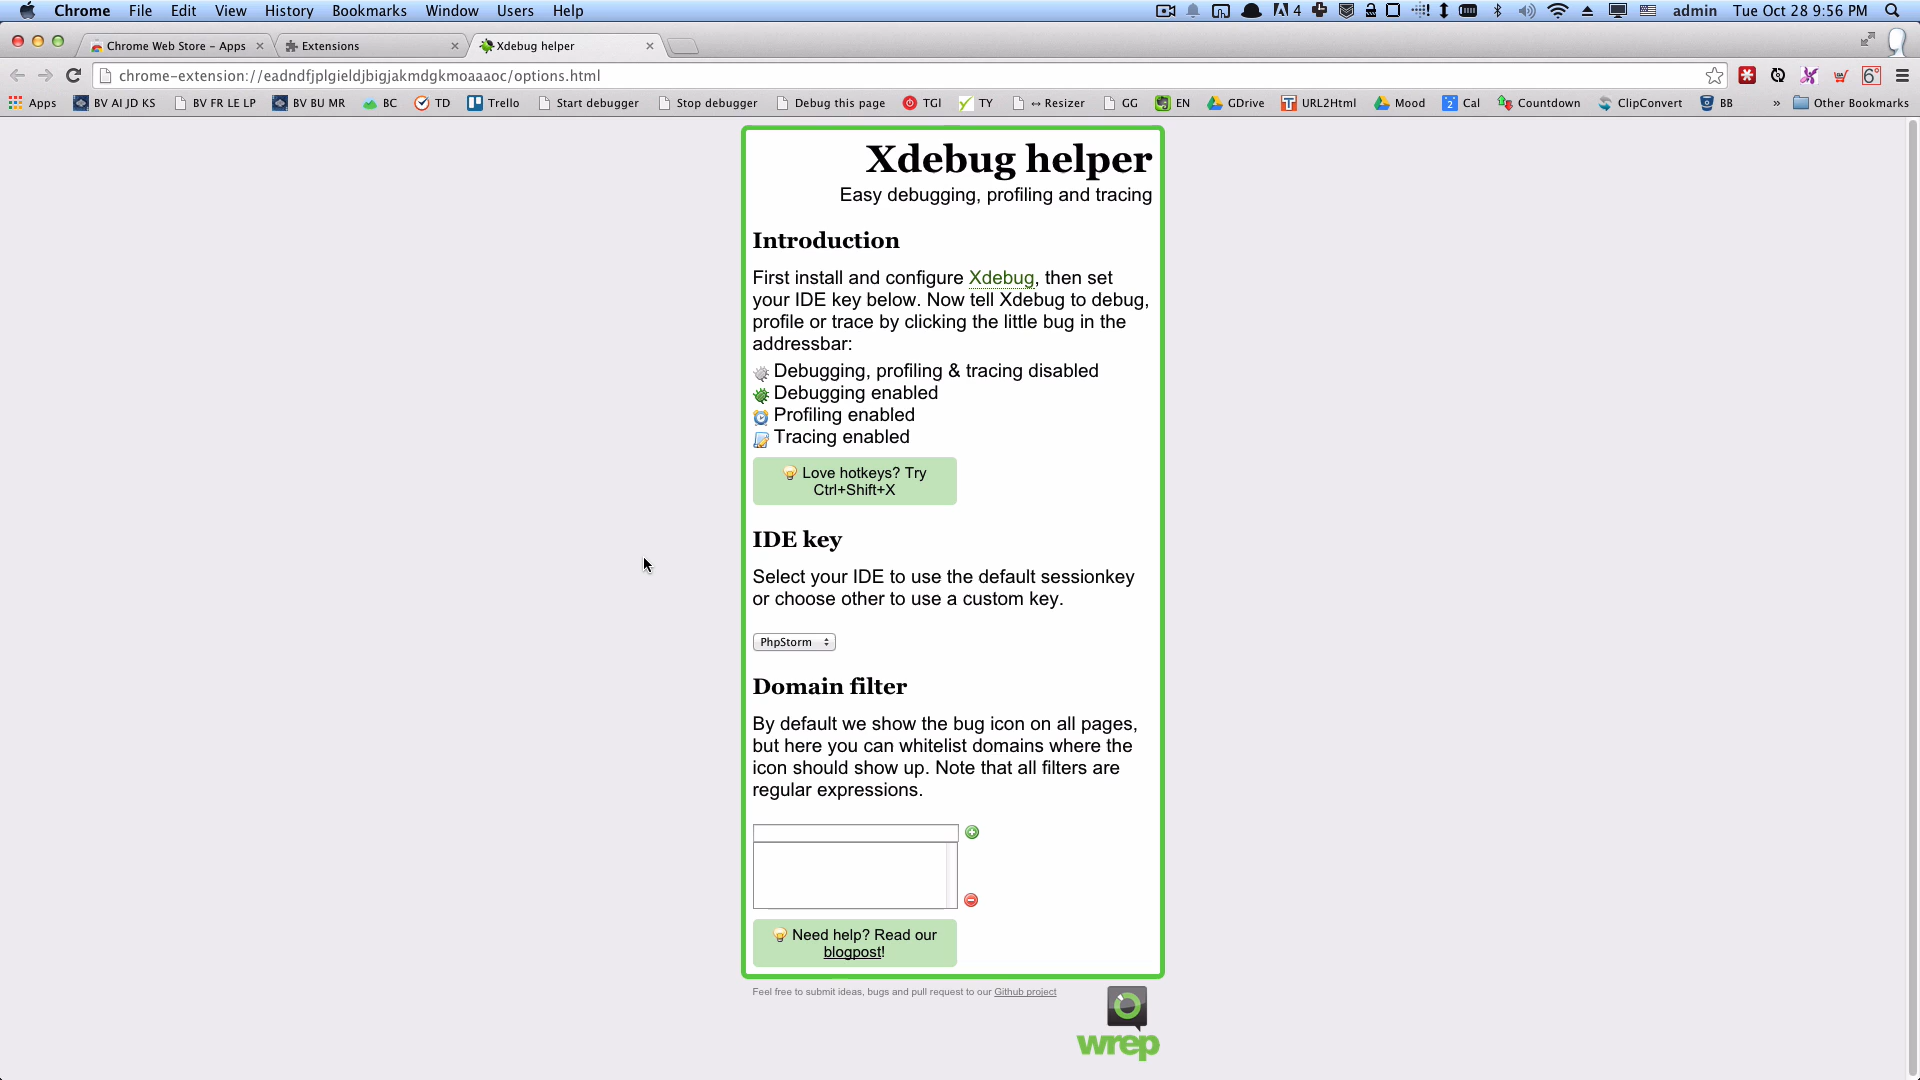 Chrome File Edit View History Bookmarks Window Users Help 4 admin Tue Oct 28 9:56 PM
Chrome Web Store - Apps Extensions Xdebug helper
chrome-extension://eadndfjplgieldjbigjakmdgkmoaaaoc/options.html 6°
Apps BV AI JD KS BV FR LE LP BV BU MR BC TD Trello Start debugger Stop debugger Debug this page TGI TY ↔ Resizer GG EN GDrive URL2Html Mood 2 Cal Countdown ClipConvert BB » Other Bookmarks
Xdebug helper
Easy debugging, profiling and tracing
Introduction
First install and configure Xdebug, then set
your IDE key below. Now tell Xdebug to debug,
profile or trace by clicking the little bug in the
addressbar:
Debugging, profiling & tracing disabled
Debugging enabled
Profiling enabled
Tracing enabled
Love hotkeys? Try
Ctrl+Shift+X
IDE key
Select your IDE to use the default sessionkey
or choose other to use a custom key.
PhpStorm
Domain filter
By default we show the bug icon on all pages,
but here you can whitelist domains where the
icon should show up. Note that all filters are
regular expressions.
Need help? Read our
blogpost!
Feel free to submit ideas, bugs and pull request to our Github project
wrep